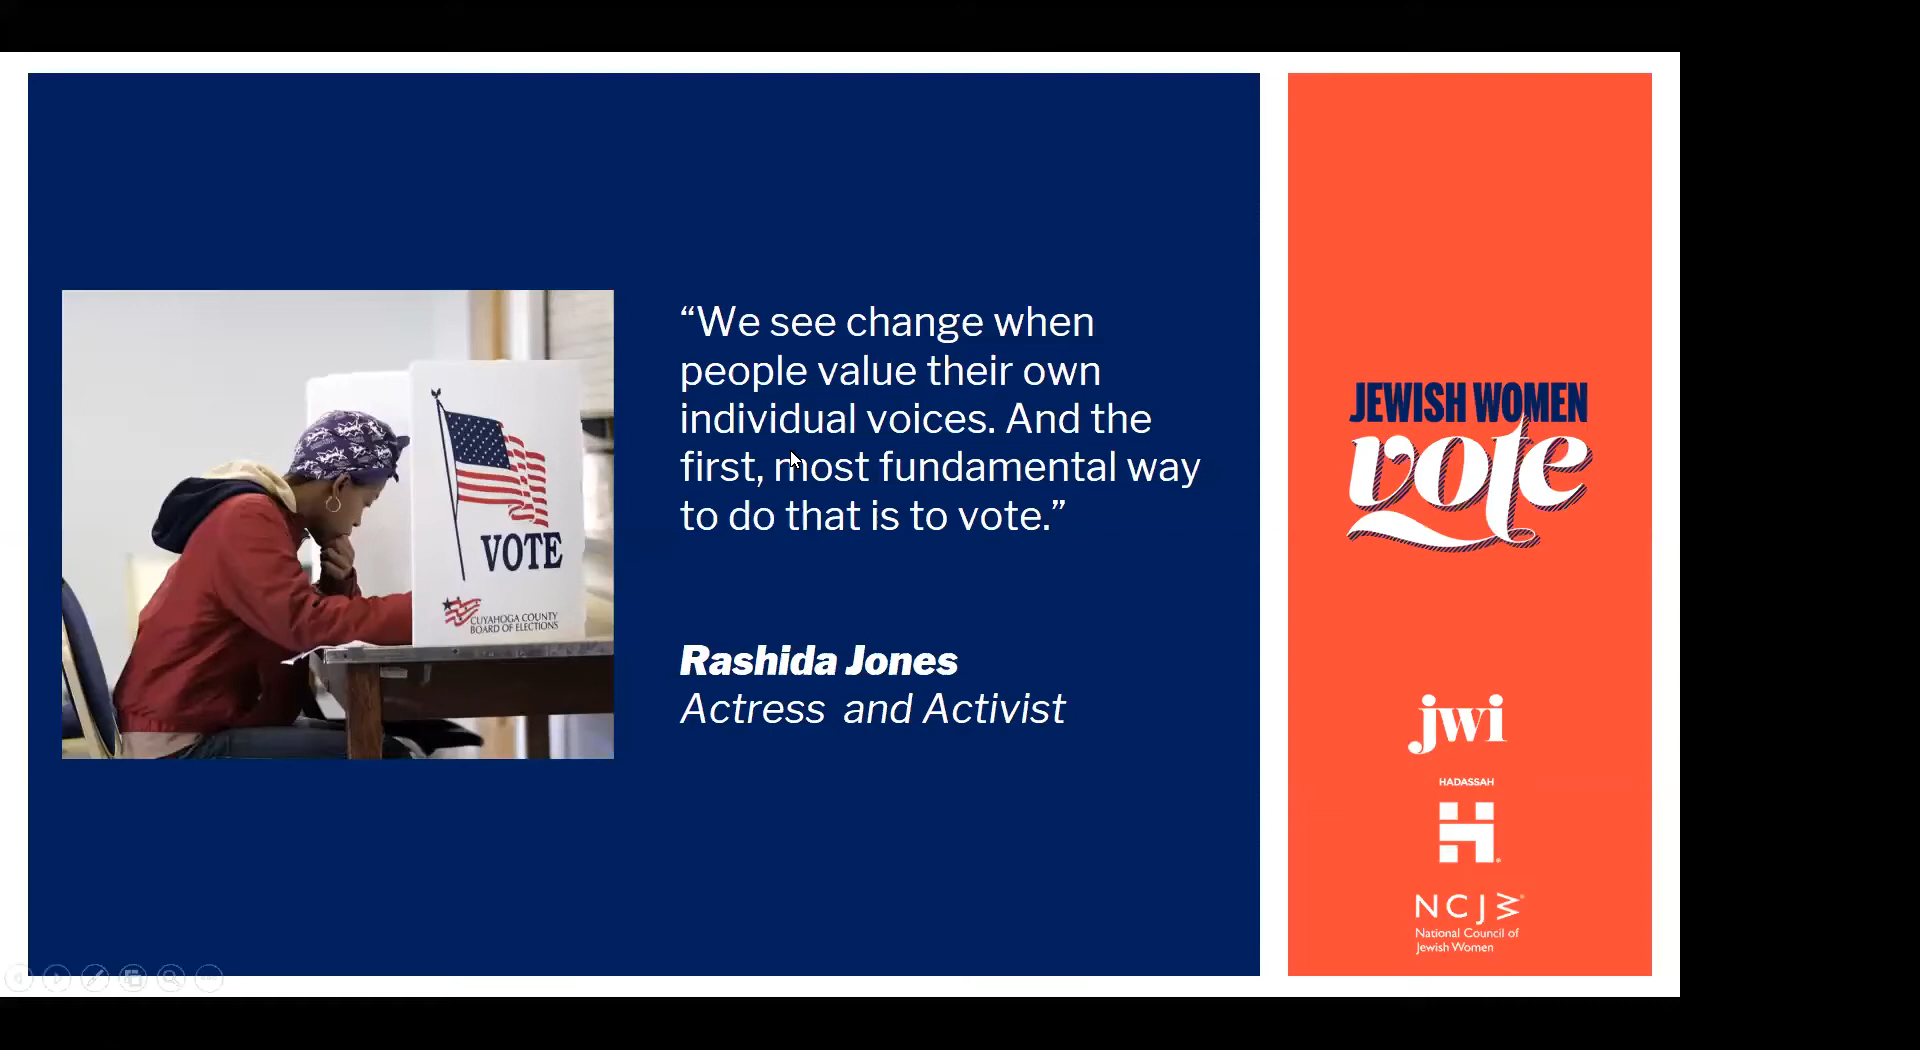 “We see change when
people value their own
individual voices. And the
first, most fundamental way
to do that is to vote.”
Rashida Jones
Actress and Activist
VOTE
CUYAHOGA COUNTY
BOARD OF ELECTIONS
JEWISH WOMEN
vote
jwi
HADASSAH
H
NCJW
National Council of
Jewish Women